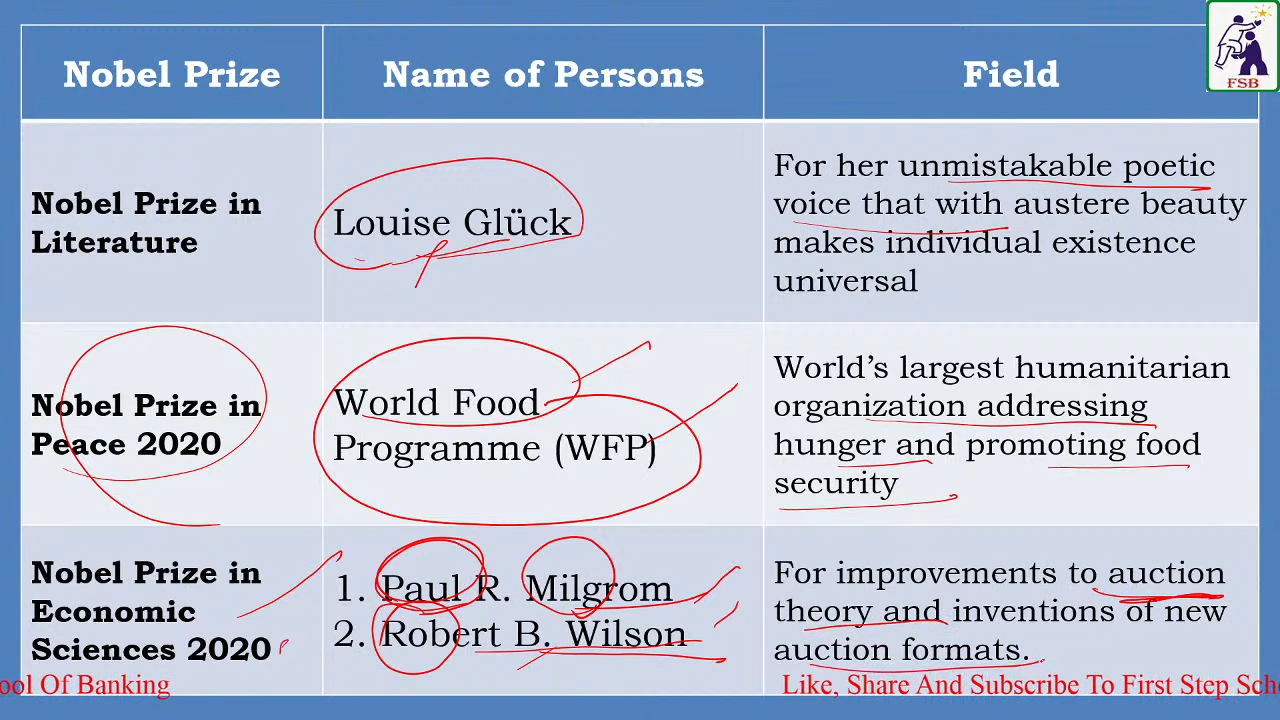 Nobel Prize
Name of Persons
Field
FSB
Nobel Prize in
Literature
Louise Glück
For her unmistakable poetic
voice that with austere beauty
makes individual existence
universal
Nobel Prize in
Peace 2020
World Food
Programme (WFP)
World's largest humanitarian
organization addressing
hunger and promoting food
security
Nobel Prize in
Economic
Sciences 2020
1. Paul R. Milgrom
2. Robert B. Wilson
For improvements to auction
theory and inventions of new
auction formats.
ool Of Banking
Like, Share And Subscribe To First Step Scho